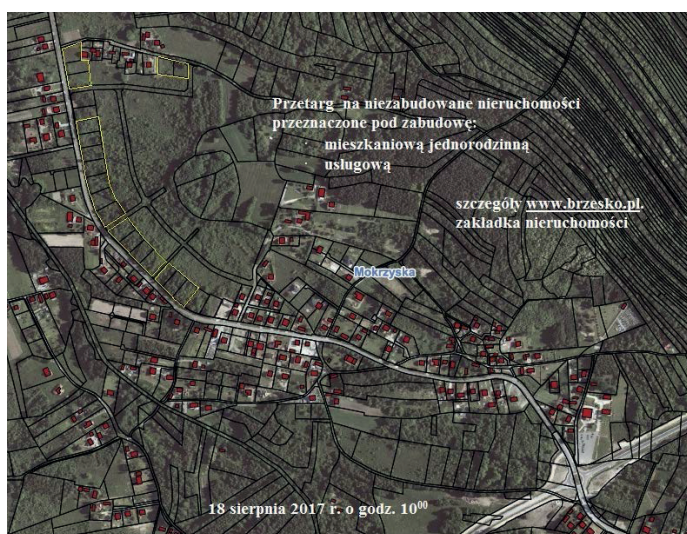 Przetarg na niezabudowane nieruchomości
przeznaczone pod zabudowę:
mieszkaniową jednorodzinną
usługową
szczegóły www.brzesko.pl.
zakladka nieruchomości
Mokrzyska
18 sierpnia 2017 r. o godz. 10⁰⁰